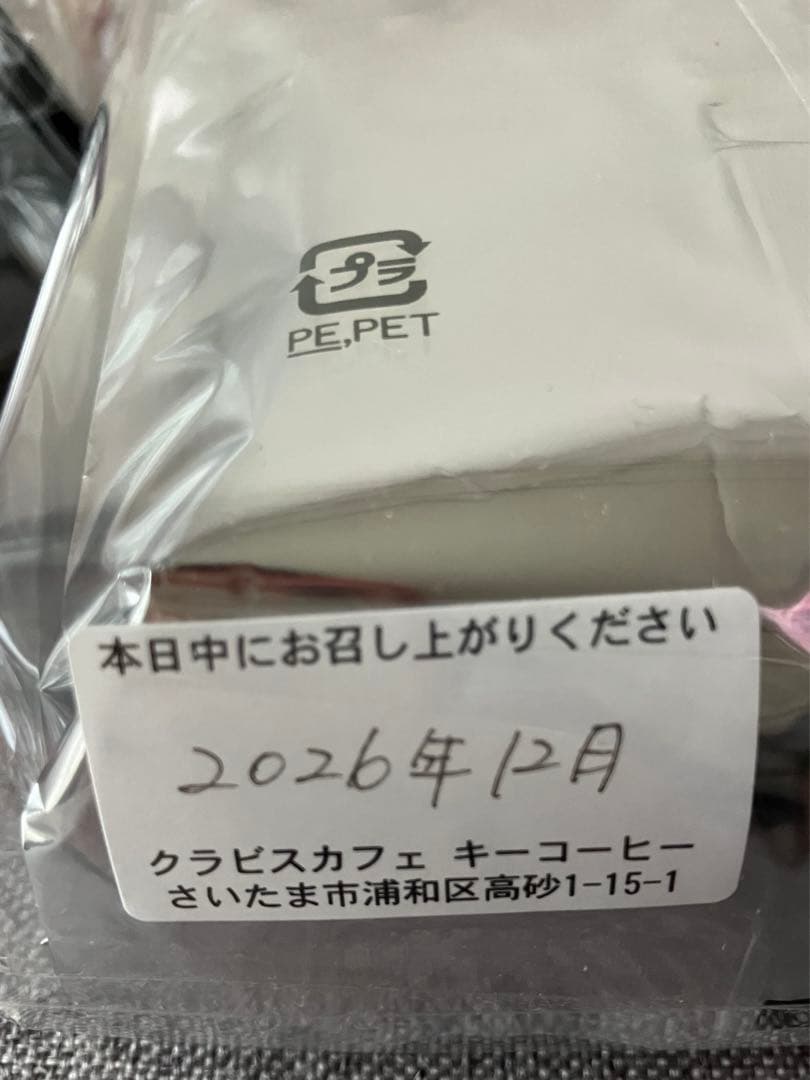 プラ
PE,PET
本日中にお召し上がりください
2026年12月
クラビスカフェ キーコーヒー
さいたま市浦和区高砂1-15-1